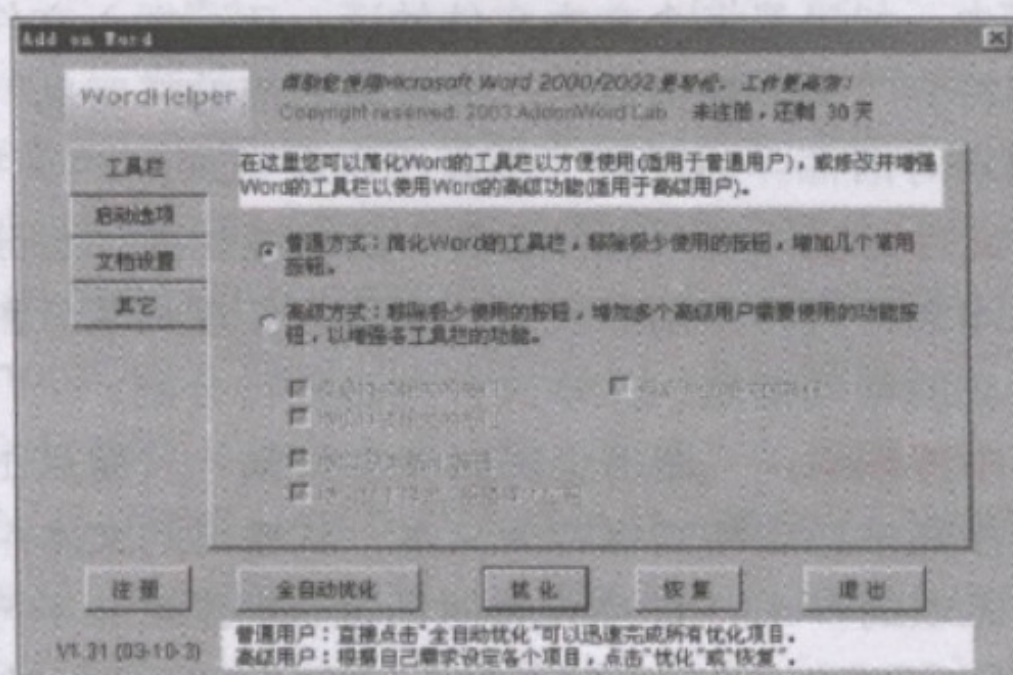 Add on Word
WordHelper
使您使用Microsoft Word 2000/2002更轻松,工作更高效!
Copyright reserved. 2003 AddonWord Lab 未注册,还剩 30 天
工具栏
启动选项
文档设置
其它
在这里您可以简化Word的工具栏以方便使用(适用于普通用户),或修改并增强
Word的工具栏以使用Word的高级功能(适用于高级用户)。
普通方式:简化Word的工具栏,移除极少使用的按钮,增加几个常用
按钮。
高级方式:移除极少使用的按钮,增加多个高级用户需要使用的功能按
钮,以增强各工具栏的功能。
注册
全自动优化
优化
恢复
退出
V1.31 (03-10-3)
普通用户:直接点击"全自动优化"可以迅速完成所有优化项目。
高级用户:根据自己需求设定各个项目,点击"优化"或"恢复"。